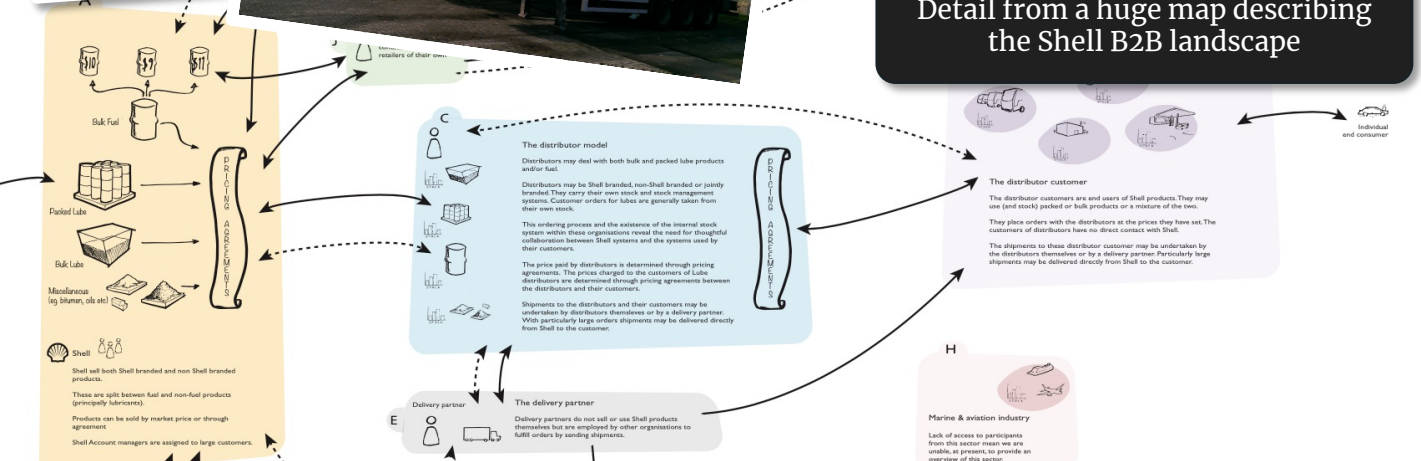 Detail from a huge map describing
the Shell B2B landscape
A
$10
$9
$11
Bulk Fuel
Packed Lube
Bulk Lube
Miscellaneous
(eg. bitumen, oils etc)
PRICING AGREEMENTS
Shell
Shell sell both Shell branded and non Shell branded
products.
These are split betwen fuel and non-fuel products
(principelly lubricants).
Products can be sold by market price or through
agreement
Shell Account managers are assigned to large customers.
retailers of their own
C
The distributor model
Distributors may deal with both bulk and packed lube products
and/or fuel.
Distributors may be Shell branded, non-Shell branded or jointly
branded. They carry their own stock and stock management
systems. Customer orders for lubes are generally taken from
their own stock.
This ordering process and the existence of the internal stock
system within these organisations reveal the need for thoughtful
collaboration between Shell systems and the systems used by
their customers.
The price paid by distributors is determined through pricing
agreements. The prices charged to the customers of Lube
distributors are determined through pricing agreements between
the distributors and their customers.
Shipments to the distributors and their customers may be
undertaken by distributors themsleves or by a delivery partner.
With particularly large orders shipments may be delivered directly
from Shell to the customer.
PRICING AGREEMENTS
E
Delivery partner
The delivery partner
Delivery partners do not sell or use Shell products
themselves but are employed by other organisations to
fulfill orders by sending shipments.
The distributor customer
The distributor customers are end users of Shell products. They may
use (and stock) packed or bulk products or a mixture of the two.
They place orders with the distributors at the prices they have set. The
customers of distributors have no direct contact with Shell.
The shipments to these distributor customer may be undertaken by
the distributors themselves or by a delivery partner. Particularly large
shipments may be delivered directly from Shell to the customer.
Individual
end consumer
H
Marine & aviation industry
Lack of access to participants
from this sector mean we are
unable, at present, to provide an
overview of this sector.